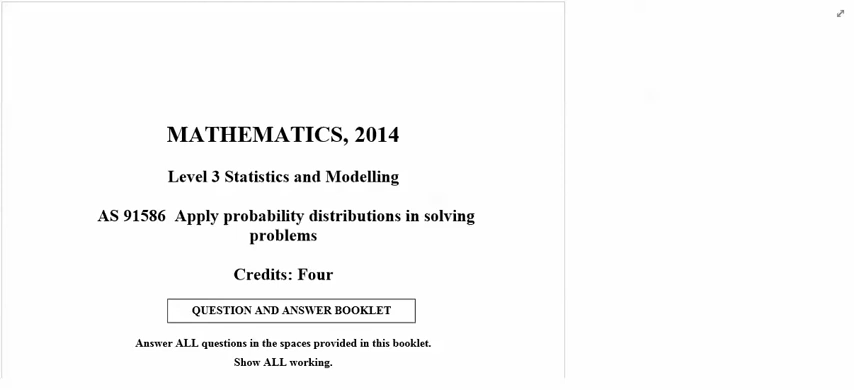 MATHEMATICS, 2014
Level 3 Statistics and Modelling
AS 91586 Apply probability distributions in solving
problems
Credits: Four
QUESTION AND ANSWER BOOKLET
Answer ALL questions in the spaces provided in this booklet.
Show ALL working.